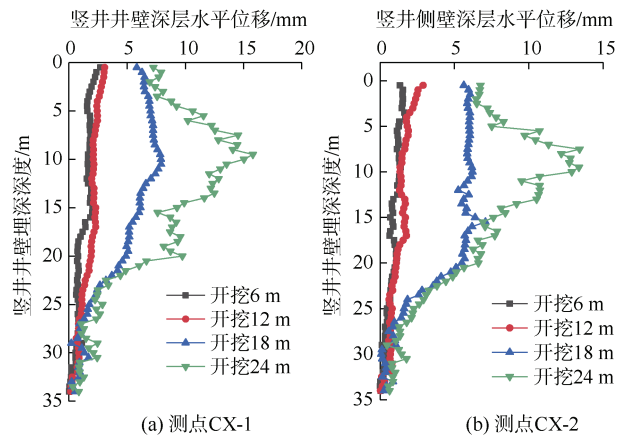 竖井井壁深层水平位移/mm
0 5 10 15 20
竖井井壁埋深深度/m
0
5
10
15
20
25
30
35
开挖6 m
开挖12 m
开挖18 m
开挖24 m
(a) 测点CX-1
竖井侧壁深层水平位移/mm
0 5 10 15
竖井井壁埋深深度/m
0
5
10
15
20
25
30
35
开挖6 m
开挖12 m
开挖18 m
开挖24 m
(b) 测点CX-2